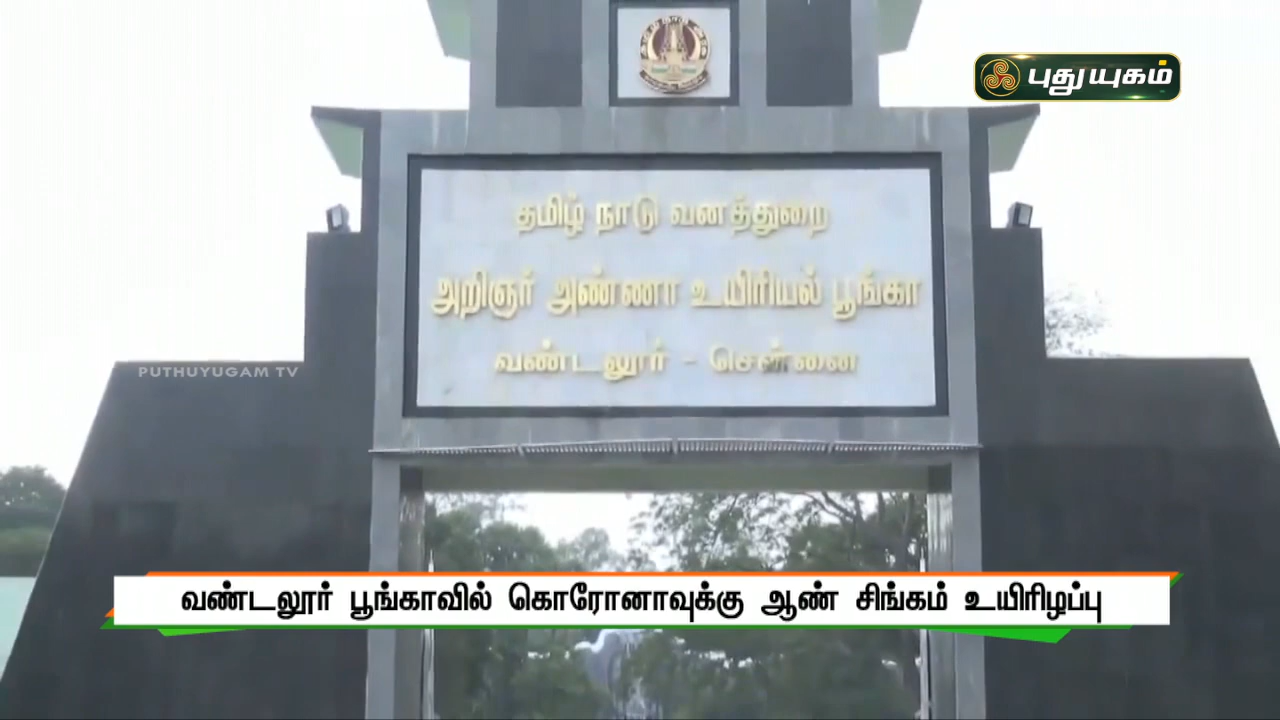 புதுயுகம்
தமிழ் நாடு வனத்துறை
அறிஞர் அண்ணா உயிரியல் பூங்கா
வண்டலூர் - சென்னை
PUTHUYUGAM TV
வண்டலூர் பூங்காவில் கொரோனாவுக்கு ஆண் சிங்கம் உயிரிழப்பு